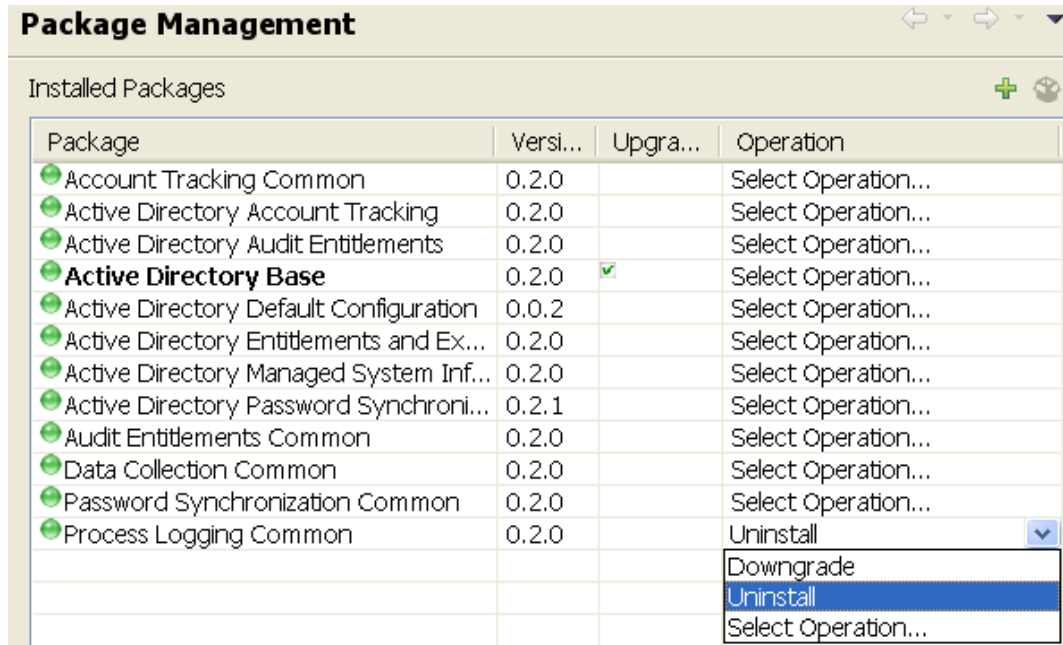 Package Management
Installed Packages
Package Versi... Upgra... Operation
Account Tracking Common 0.2.0 Select Operation...
Active Directory Account Tracking 0.2.0 Select Operation...
Active Directory Audit Entitlements 0.2.0 Select Operation...
Active Directory Base 0.2.0 Select Operation...
Active Directory Default Configuration 0.0.2 Select Operation...
Active Directory Entitlements and Ex... 0.2.0 Select Operation...
Active Directory Managed System Inf... 0.2.0 Select Operation...
Active Directory Password Synchroni... 0.2.1 Select Operation...
Audit Entitlements Common 0.2.0 Select Operation...
Data Collection Common 0.2.0 Select Operation...
Password Synchronization Common 0.2.0 Select Operation...
Process Logging Common 0.2.0 Uninstall
Downgrade
Uninstall
Select Operation...